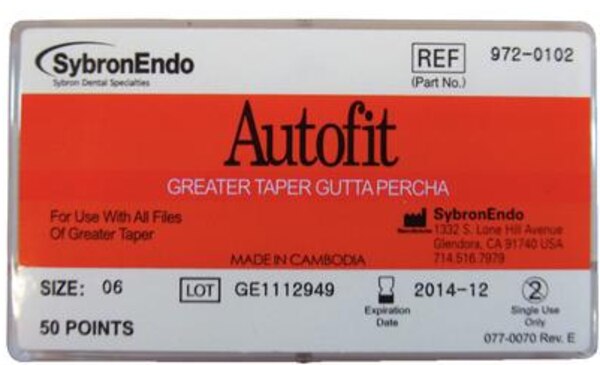 SybronEndo
Sybron Dental Specialties
REF 972-0102
(Part No.)
Autofit
GREATER TAPER GUTTA PERCHA
For Use With All Files
Of Greater Taper
SybronEndo
Manufacturer 1332 S. Lone Hill Avenue
Glendora, CA 91740 USA
714.516.7979
MADE IN CAMBODIA
SIZE: 06 LOT GE1112949 2014-12 2
Expiration
Date
Single Use
Only
50 POINTS
077-0070 Rev. E